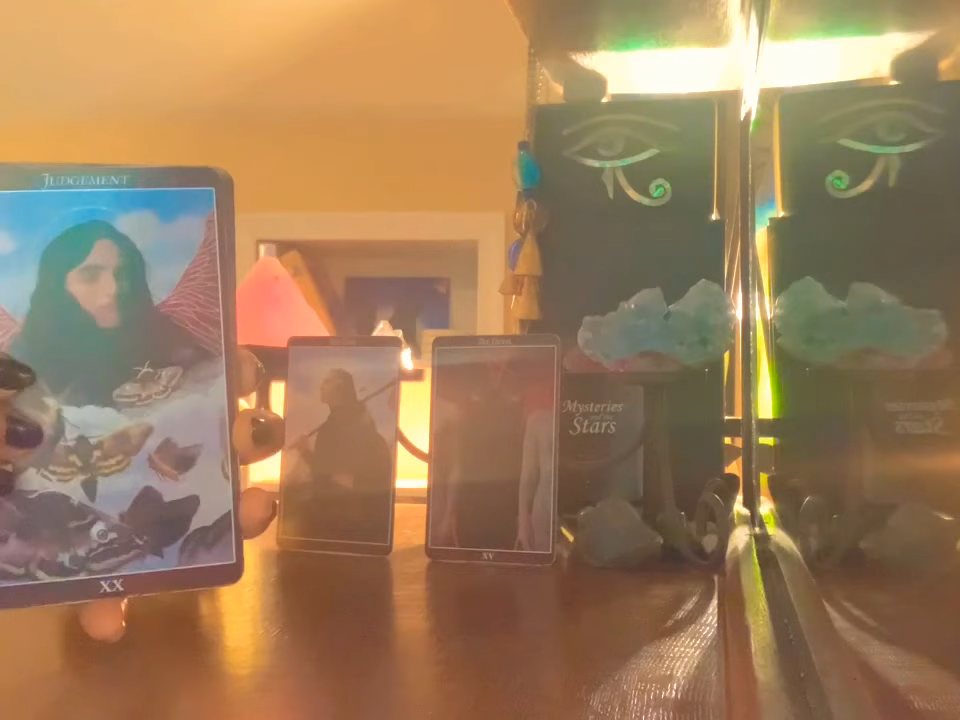 JUDGEMENT
XX
The Devil
XV
Mysteries
and the
Stars